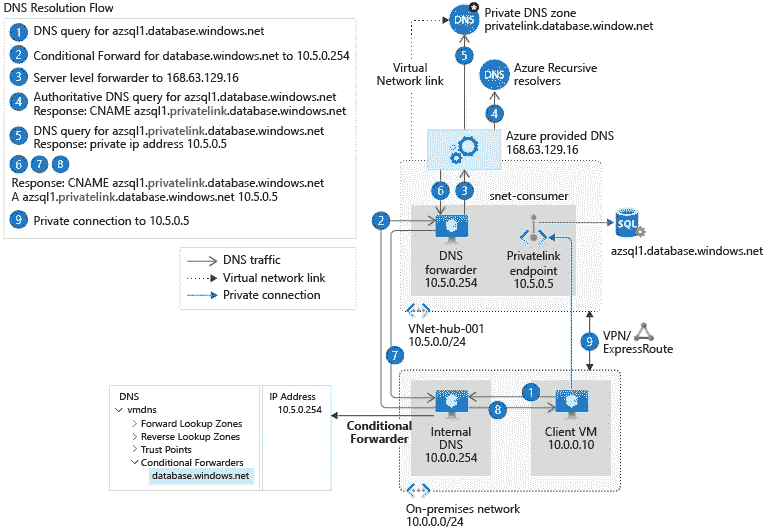 DNS Resolution Flow
1 DNS query for azsql1.database.windows.net
2 Conditional Forward for database.windows.net to 10.5.0.254
3 Server level forwarder to 168.63.129.16
4 Authoritative DNS query for azsql1.database.windows.net
Response: CNAME azsql1.privatelink.database.windows.net
5 DNS query for azsql1.privatelink.database.windows.net
Response: private ip address 10.5.0.5
6 7 8
Response: CNAME azsql1.privatelink.database.windows.net
A azsql1.privatelink.database.windows.net 10.5.0.5
9 Private connection to 10.5.0.5
DNS traffic
Virtual network link
Private connection
DNS
Private DNS zone
privatelink.database.window.net
5
Virtual
Network link
DNS
Azure Recursive
resolvers
4
Azure provided DNS
168.63.129.16
6
3
snet-consumer
2
DNS
forwarder
10.5.0.254
Privatelink
endpoint
10.5.0.5
SQL
azsql1.database.windows.net
VNet-hub-001
10.5.0.0/24
7
9
VPN/
ExpressRoute
DNS
vmdns
Forward Lookup Zones
Reverse Lookup Zones
Trust Points
Conditional Forwarders
database.windows.net
IP Address
10.5.0.254
Conditional
Forwarder
1
8
Internal
DNS
10.0.0.254
Client VM
10.0.0.10
On-premises network
10.0.0.0/24